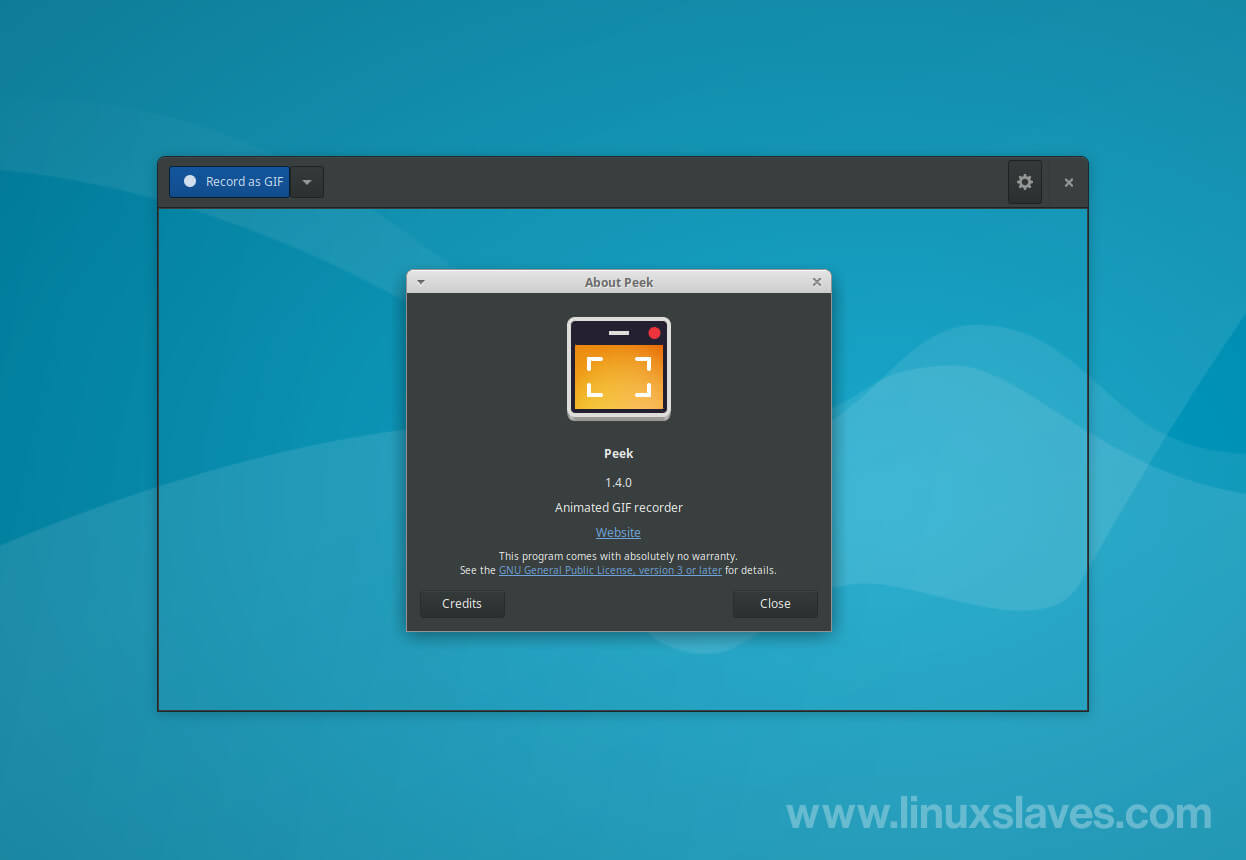 Record as GIF
About Peek
Peek
1.4.0
Animated GIF recorder
Website
This program comes with absolutely no warranty.
See the GNU General Public License, version 3 or later for details.
Credits
Close
www.linuxslaves.com